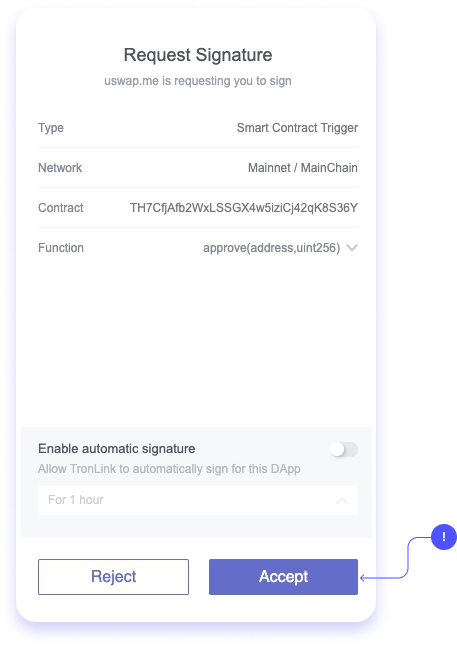 Request Signature
uswap.me is requesting you to sign
Type Smart Contract Trigger
Network Mainnet / MainChain
Contract TH7CfjAfb2WxLSSGX4w5iziCj42qK8S36Y
Function approve(address,uint256)
Enable automatic signature
Allow TronLink to automatically sign for this DApp
For 1 hour
!
Reject Accept